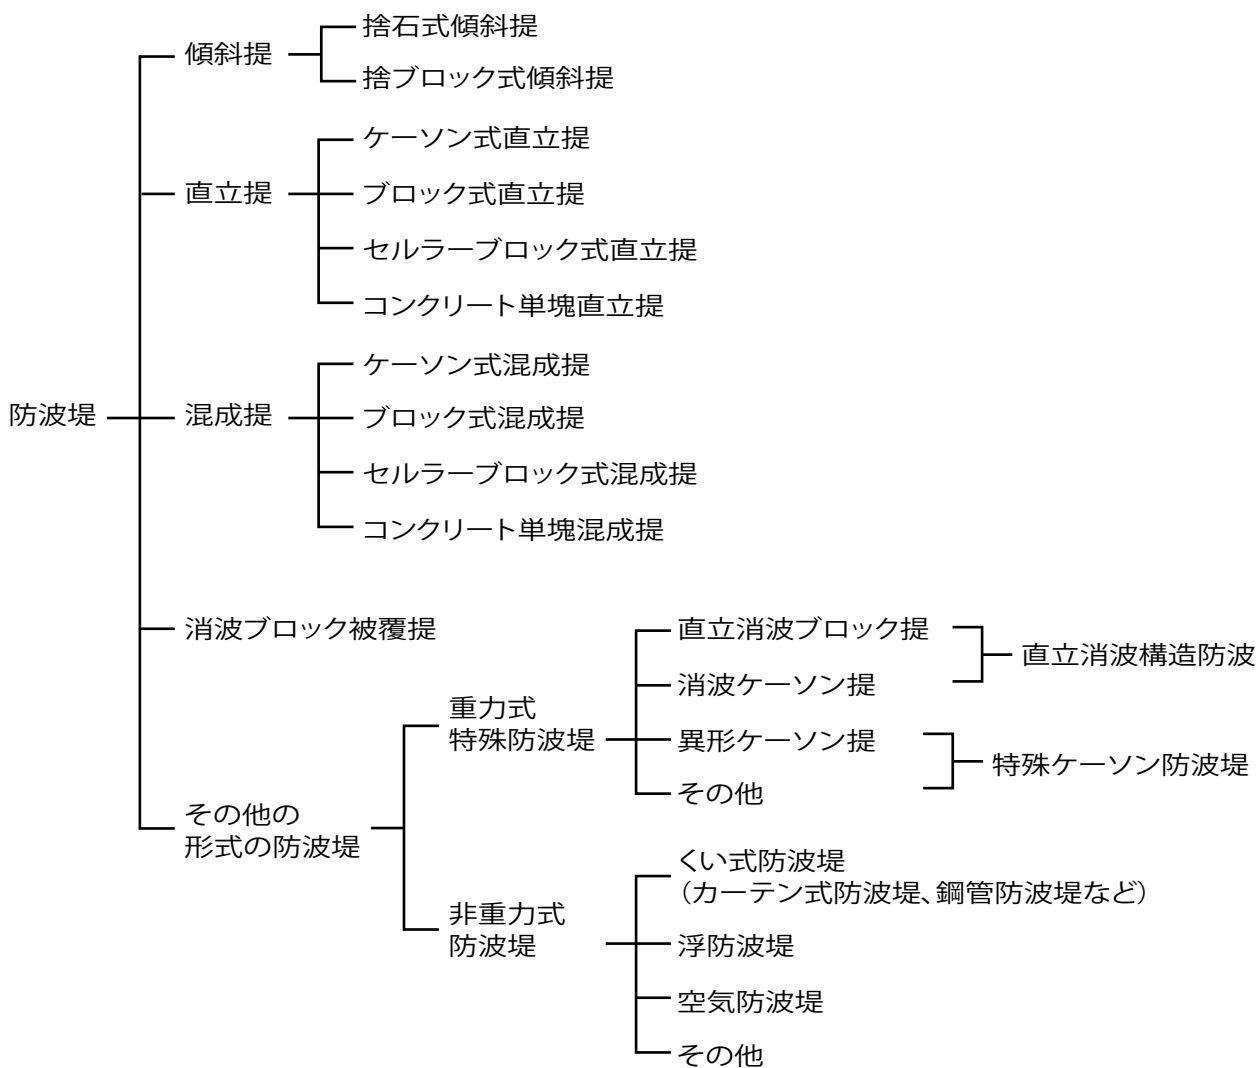 防波堤
傾斜提
捨石式傾斜提
捨ブロック式傾斜提
直立提
ケーソン式直立提
ブロック式直立提
セルラーブロック式直立提
コンクリート単塊直立提
混成提
ケーソン式混成提
ブロック式混成提
セルラーブロック式混成提
コンクリート単塊混成提
消波ブロック被覆提
その他の
形式の防波堤
重力式
特殊防波堤
直立消波ブロック提
消波ケーソン提
直立消波構造防波
異形ケーソン提
その他
特殊ケーソン防波堤
非重力式
防波堤
くい式防波堤
（カーテン式防波堤、鋼管防波堤など）
浮防波堤
空気防波堤
その他